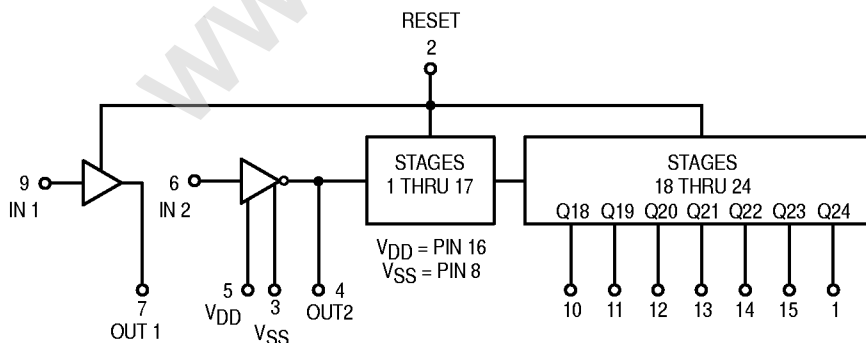 RESET
2
9
IN 1
6
IN 2
STAGES
1 THRU 17
STAGES
18 THRU 24
Q18 Q19 Q20 Q21 Q22 Q23 Q24
VDD = PIN 16
VSS = PIN 8
7
OUT 1
5
VDD
3
VSS
4
OUT2
10 11 12 13 14 15 1